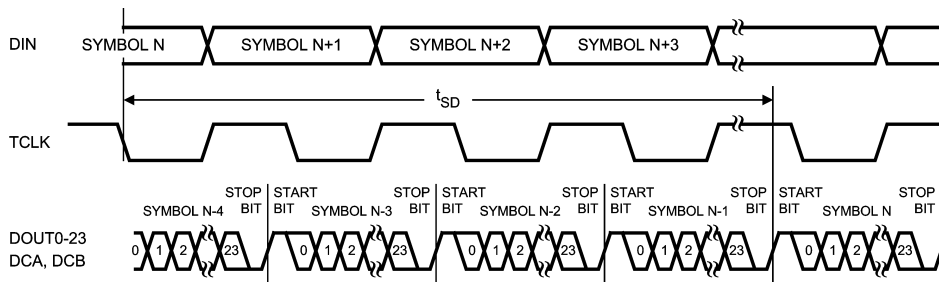 DIN SYMBOL N SYMBOL N+1 SYMBOL N+2 SYMBOL N+3
tSD
TCLK
STOP BIT START BIT STOP BIT START BIT STOP BIT START BIT STOP BIT START BIT STOP BIT
SYMBOL N-4 SYMBOL N-3 SYMBOL N-2 SYMBOL N-1 SYMBOL N
DOUT0-23 0 1 2 23 0 1 2 23 0 1 2 23 0 1 2 23 0 1 2 23
DCA, DCB